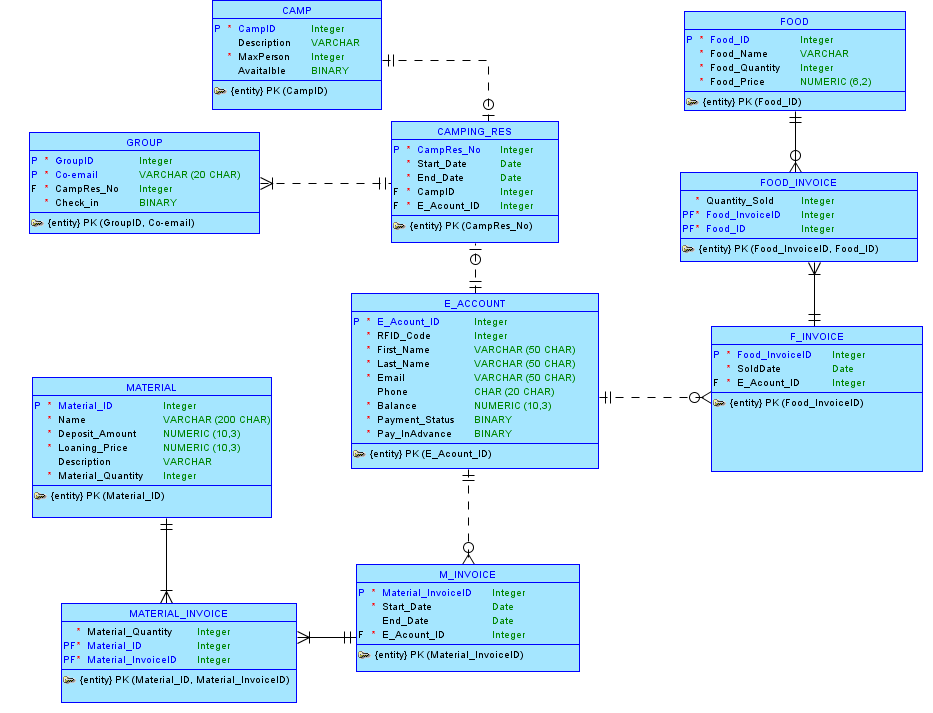 CAMP
P * CampID Integer
Description VARCHAR
* MaxPerson Integer
Avaitalble BINARY
{entity} PK (CampID)
FOOD
P * Food_ID Integer
* Food_Name VARCHAR
* Food_Quantity Integer
* Food_Price NUMERIC (6,2)
{entity} PK (Food_ID)
GROUP
P * GroupID Integer
P * Co-email VARCHAR (20 CHAR)
F * CampRes_No Integer
* Check_in BINARY
{entity} PK (GroupID, Co-email)
CAMPING_RES
P * CampRes_No Integer
* Start_Date Date
* End_Date Date
F * CampID Integer
F * E_Acount_ID Integer
{entity} PK (CampRes_No)
FOOD_INVOICE
* Quantity_Sold Integer
PF* Food_InvoiceID Integer
PF* Food_ID Integer
{entity} PK (Food_InvoiceID, Food_ID)
E_ACCOUNT
P * E_Acount_ID Integer
* RFID_Code Integer
* First_Name VARCHAR (50 CHAR)
* Last_Name VARCHAR (50 CHAR)
* Email VARCHAR (50 CHAR)
Phone CHAR (20 CHAR)
* Balance NUMERIC (10,3)
* Payment_Status BINARY
* Pay_InAdvance BINARY
{entity} PK (E_Acount_ID)
F_INVOICE
P * Food_InvoiceID Integer
* SoldDate Date
F * E_Acount_ID Integer
{entity} PK (Food_InvoiceID)
MATERIAL
P * Material_ID Integer
* Name VARCHAR (200 CHAR)
* Deposit_Amount NUMERIC (10,3)
* Loaning_Price NUMERIC (10,3)
Description VARCHAR
* Material_Quantity Integer
{entity} PK (Material_ID)
M_INVOICE
P * Material_InvoiceID Integer
* Start_Date Date
End_Date Date
F * E_Acount_ID Integer
{entity} PK (Material_InvoiceID)
MATERIAL_INVOICE
* Material_Quantity Integer
PF* Material_ID Integer
PF* Material_InvoiceID Integer
{entity} PK (Material_ID, Material_InvoiceID)